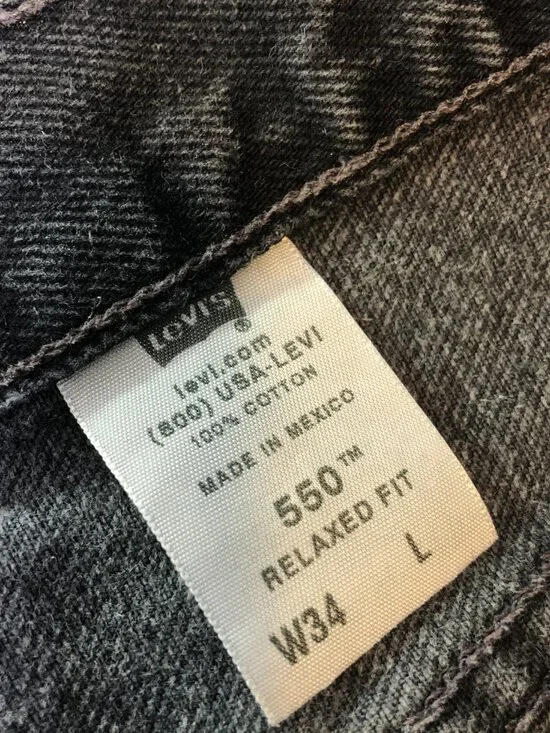 Levi's®
levi.com
(800) USA-LEVI
100% COTTON
MADE IN MEXICO
550™
RELAXED FIT
W34 L